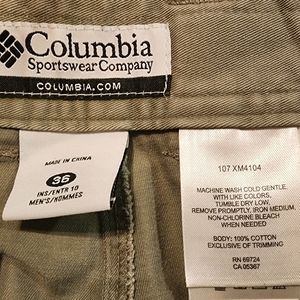 Columbia
Sportswear Company
COLUMBIA.COM
MADE IN CHINA
36
INS/ENTR 10
MEN'S/HOMMES
107 XM4104
MACHINE WASH COLD GENTLE,
WITH LIKE COLORS,
TUMBLE DRY LOW,
REMOVE PROMPTLY, IRON MEDIUM,
NON-CHLORINE BLEACH
WHEN NEEDED
BODY: 100% COTTON
EXCLUSIVE OF TRIMMING
RN 69724
CA 05367